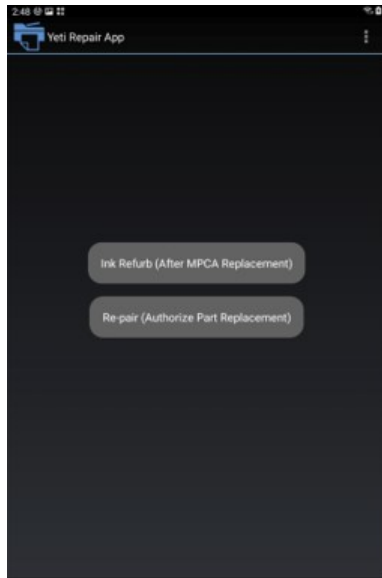 2:48
Yeti Repair App
Ink Refurb (After MPCA Replacement)
Re-pair (Authorize Part Replacement)